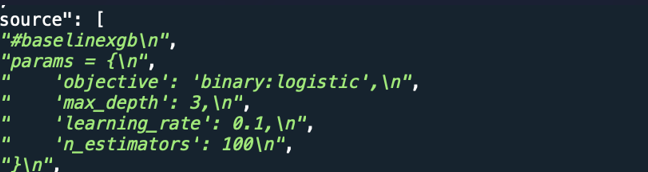 source": [
"#baselinexgb\n",
"params = {\n",
"    'objective': 'binary:logistic',\n",
"    'max_depth': 3,\n",
"    'learning_rate': 0.1,\n",
"    'n_estimators': 100\n",
"}\n",